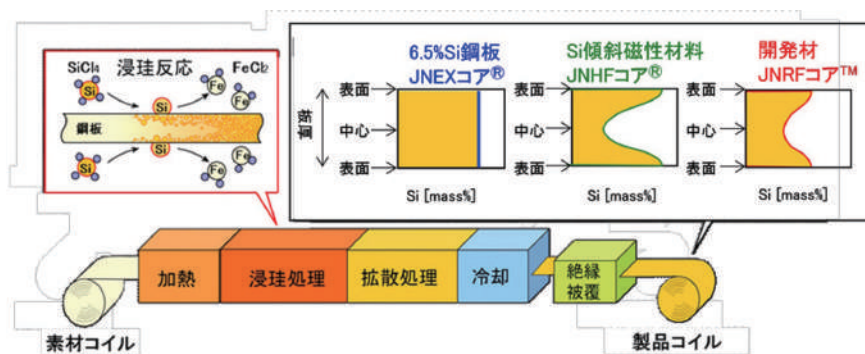 SiCl4 浸珪反応 FeCl2
Si
Si
Fe
Fe
鋼板
Si
Si
Fe
Fe
6.5%Si鋼板
JNEXコア®
Si傾斜磁性材料
JNHFコア®
開発材
JNRFコア™
表面
板厚
中心
表面
Si [mass%]
表面
中心
表面
Si [mass%]
表面
中心
表面
Si [mass%]
加熱
浸珪処理
拡散処理
冷却
絶縁
被覆
素材コイル
製品コイル